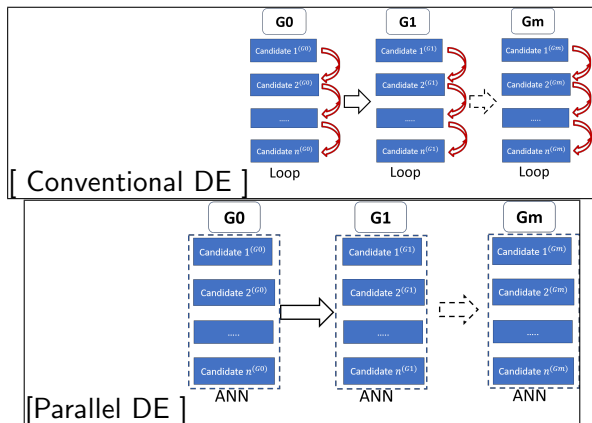 G0 G1 Gm
Candidate 1^(G0) Candidate 1^(G1) Candidate 1^(Gm)
Candidate 2^(G0) Candidate 2^(G1) Candidate 2^(Gm)
..... ..... .....
Candidate n^(G0) Candidate n^(G1) Candidate n^(Gm)
Loop Loop Loop
[ Conventional DE ]
G0 G1 Gm
Candidate 1^(G0) Candidate 1^(G1) Candidate 1^(Gm)
Candidate 2^(G0) Candidate 2^(G1) Candidate 2^(Gm)
..... ..... .....
Candidate n^(G0) Candidate n^(G1) Candidate n^(Gm)
ANN ANN ANN
[Parallel DE ]